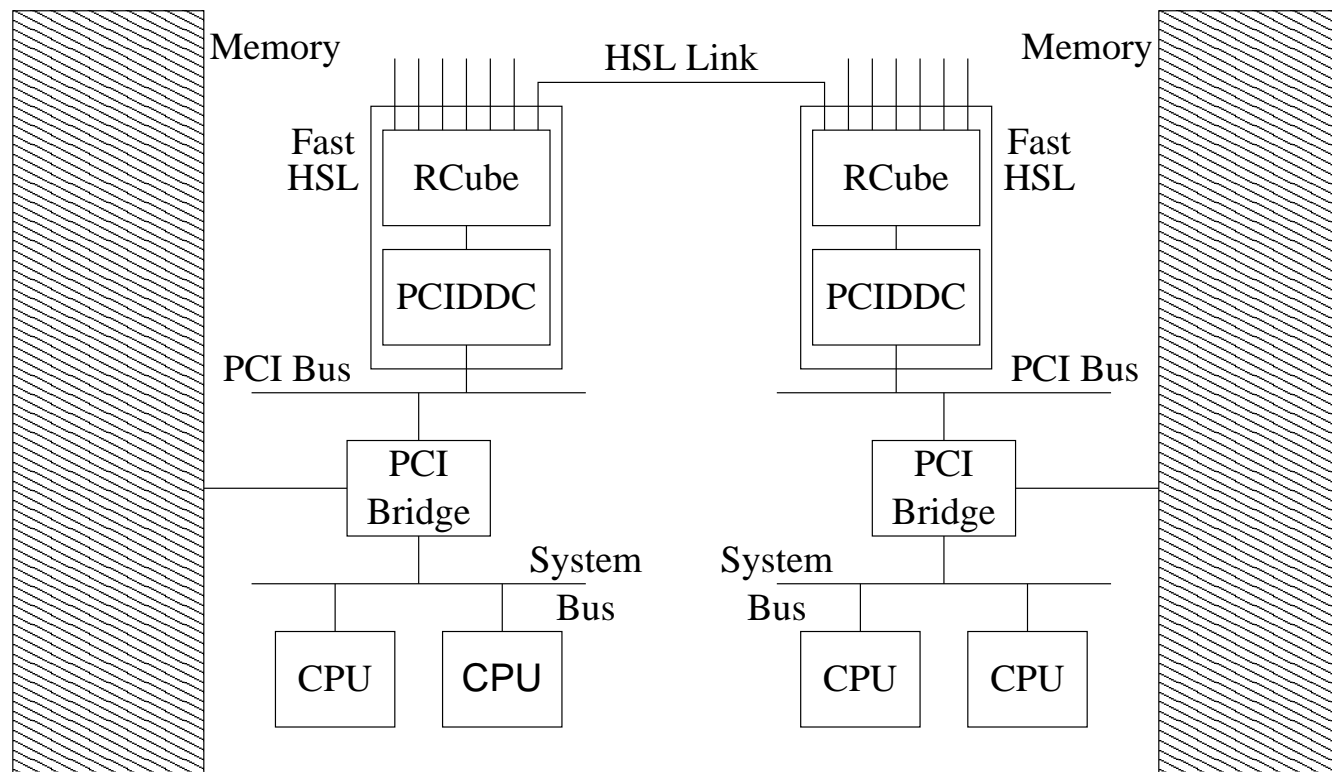 Memory
HSL Link
Memory
Fast
HSL
RCube
RCube
Fast
HSL
PCIDDC
PCIDDC
PCI Bus
PCI Bus
PCI
Bridge
PCI
Bridge
System
Bus
System
Bus
CPU
CPU
CPU
CPU